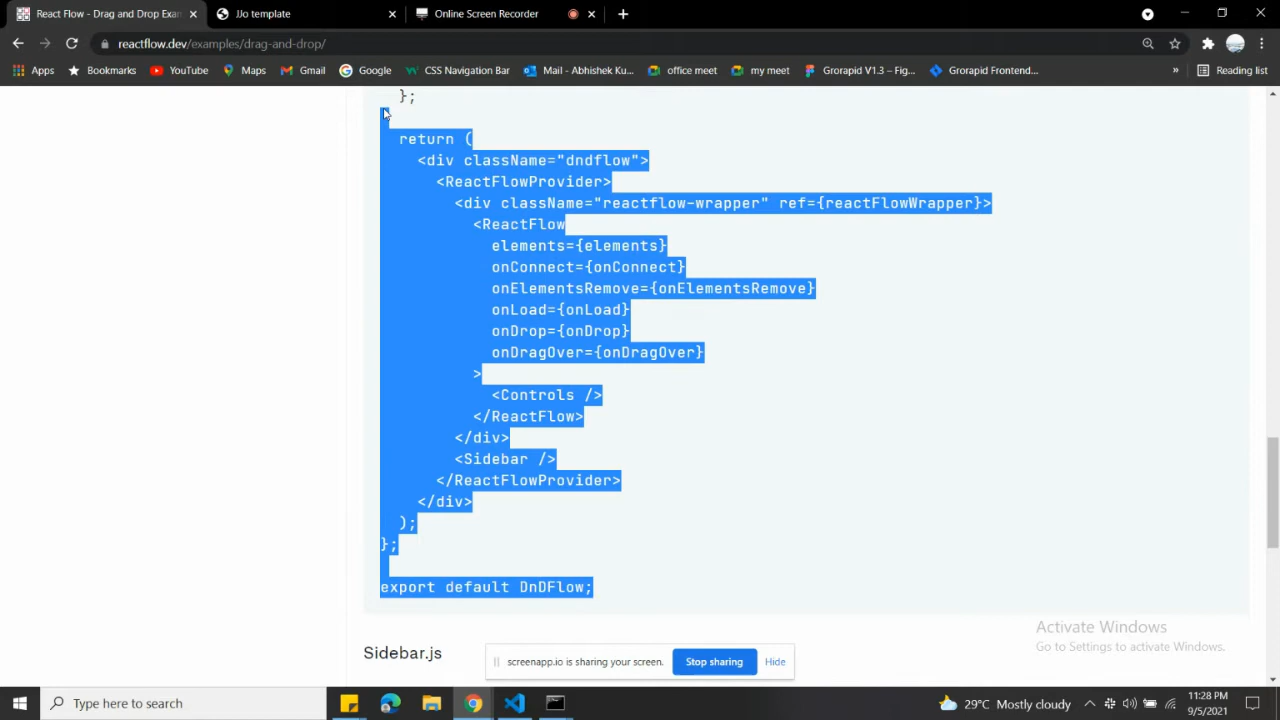 React Flow - Drag and Drop Exan
JJo template
Online Screen Recorder
reactflow.dev/examples/drag-and-drop/
Apps
Bookmarks
YouTube
Maps
Gmail
Google
CSS Navigation Bar
Mail - Abhishek Ku...
office meet
my meet
Grorapid V1.3 – Fig...
Grorapid Frontend...
»
Reading list
};
return (
<div className="dndflow">
<ReactFlowProvider>
<div className="reactflow-wrapper" ref={reactFlowWrapper}>
<ReactFlow
elements={elements}
onConnect={onConnect}
onElementsRemove={onElementsRemove}
onLoad={onLoad}
onDrop={onDrop}
onDragOver={onDragOver}
>
<Controls />
</ReactFlow>
</div>
<Sidebar />
</ReactFlowProvider>
</div>
);
};
export default DnDFlow;
Activate Windows
Go to Settings to activate Windows.
Sidebar.js
screenapp.io is sharing your screen.
Stop sharing
Hide
Type here to search
29°C Mostly cloudy
11:28 PM
9/5/2021